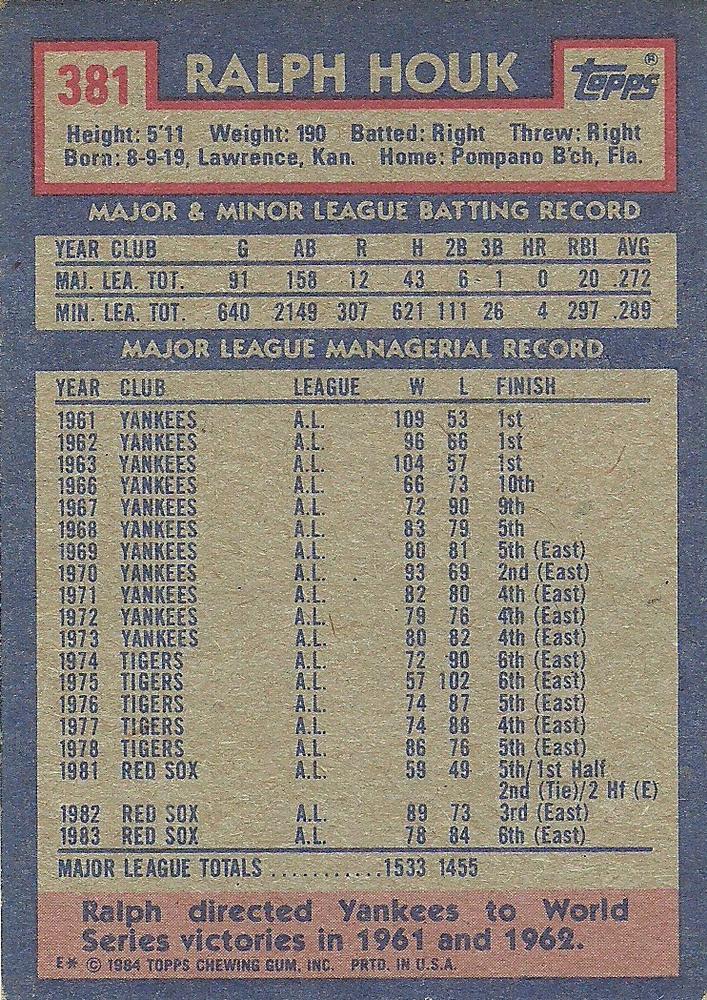 381 RALPH HOUK Topps®
Height: 5'11 Weight: 190 Batted: Right Threw: Right
Born: 8-9-19, Lawrence, Kan. Home: Pompano B'ch, Fla.
MAJOR & MINOR LEAGUE BATTING RECORD
YEAR CLUB G AB R H 2B 3B HR RBI AVG
MAJ. LEA. TOT. 91 158 12 43 6 1 0 20 .272
MIN. LEA. TOT. 640 2149 307 621 111 26 4 297 .289
MAJOR LEAGUE MANAGERIAL RECORD
YEAR CLUB LEAGUE W L FINISH
1961 YANKEES A.L. 109 53 1st
1962 YANKEES A.L. 96 66 1st
1963 YANKEES A.L. 104 57 1st
1966 YANKEES A.L. 66 73 10th
1967 YANKEES A.L. 72 90 9th
1968 YANKEES A.L. 83 79 5th
1969 YANKEES A.L. 80 81 5th (East)
1970 YANKEES A.L. 93 69 2nd (East)
1971 YANKEES A.L. 82 80 4th (East)
1972 YANKEES A.L. 79 76 4th (East)
1973 YANKEES A.L. 80 82 4th (East)
1974 TIGERS A.L. 72 90 6th (East)
1975 TIGERS A.L. 57 102 6th (East)
1976 TIGERS A.L. 74 87 5th (East)
1977 TIGERS A.L. 74 88 4th (East)
1978 TIGERS A.L. 86 76 5th (East)
1981 RED SOX A.L. 59 49 5th/1st Half
2nd (Tie)/2 Hf (E)
1982 RED SOX A.L. 89 73 3rd (East)
1983 RED SOX A.L. 78 84 6th (East)
MAJOR LEAGUE TOTALS ...........1533 1455
Ralph directed Yankees to World
Series victories in 1961 and 1962.
E* © 1984 TOPPS CHEWING GUM, INC. PRTD. IN U.S.A.